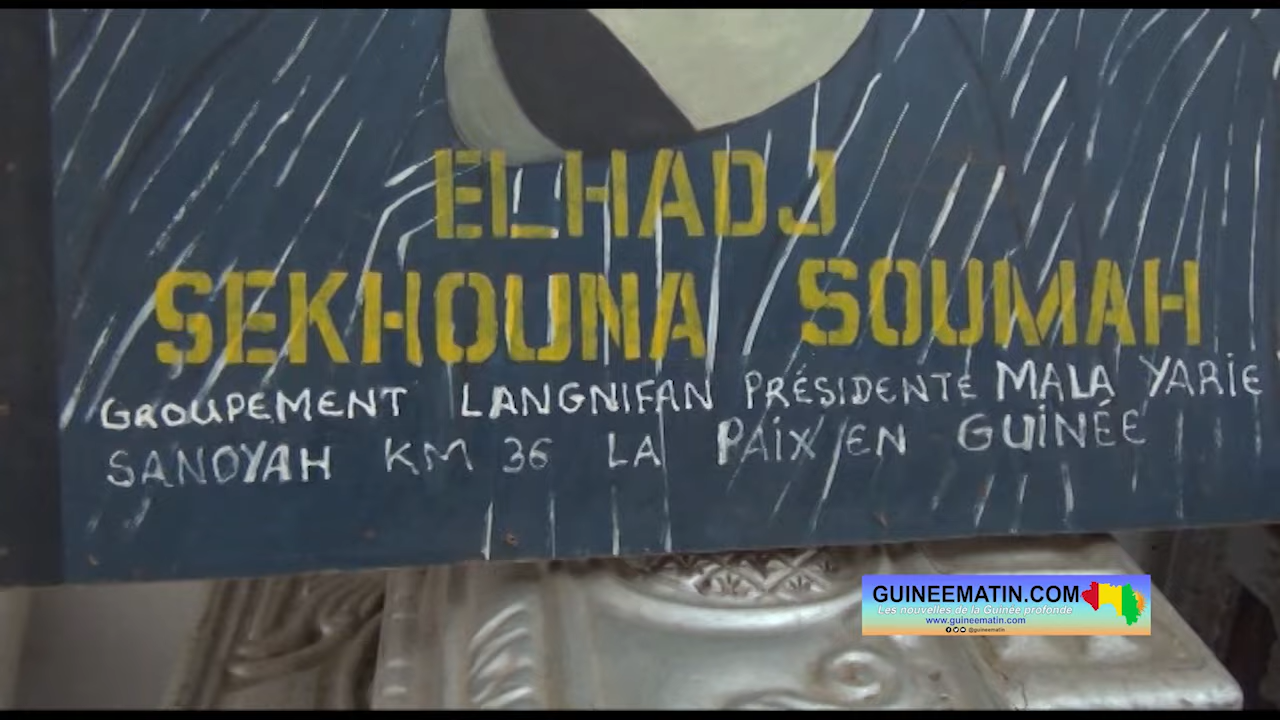 ELHADJ
SEKHOUNA SOUMAH
GROUPEMENT LANGNIFAN PRÉSIDENTE MALA YARIE
SANOYAH KM 36 LA PAIX EN GUINÉE
GUINEEMATIN.COM
Les nouvelles de la Guinée profonde
www.guineematin.com
@guineematin